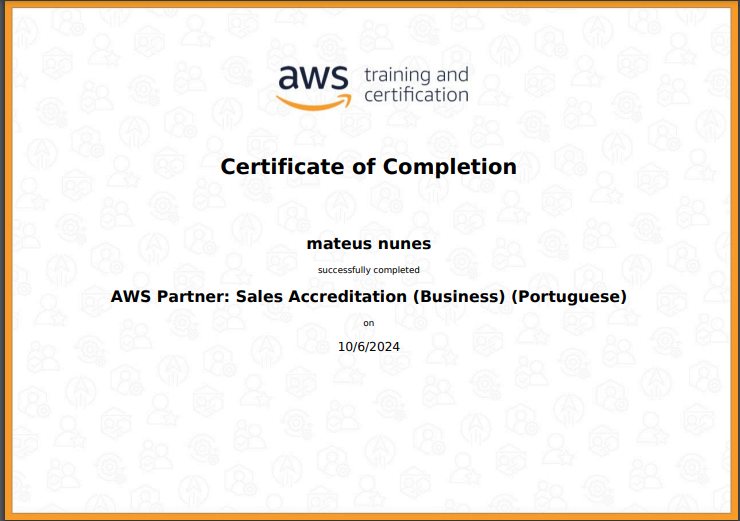 aws training and
certification
Certificate of Completion
mateus nunes
successfully completed
AWS Partner: Sales Accreditation (Business) (Portuguese)
on
10/6/2024